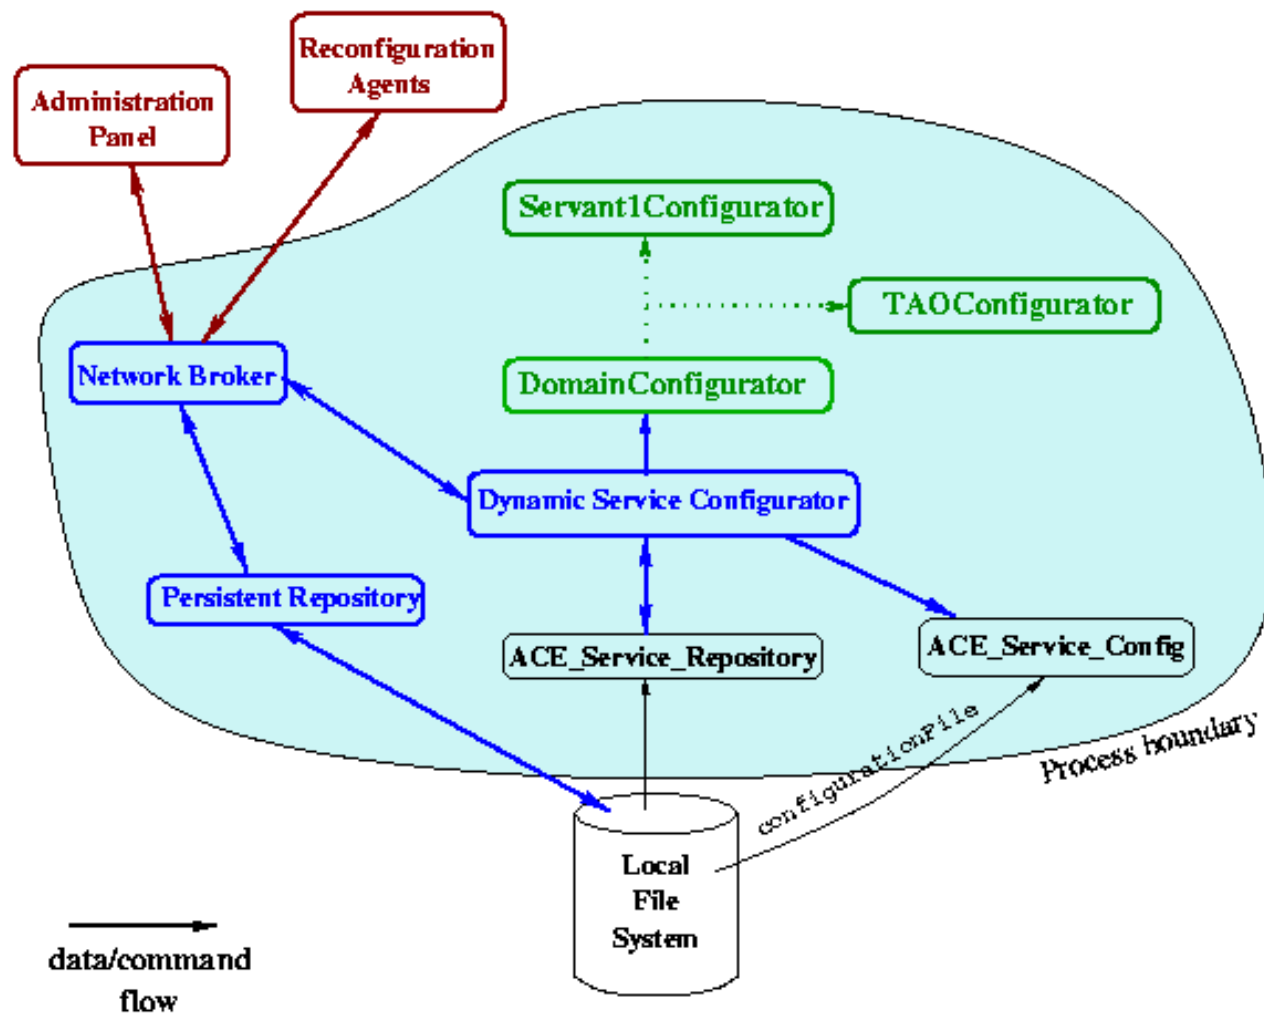 Reconfiguration
Agents
Administration
Panel
Servant1Configurator
TAOConfigurator
Network Broker
DomainConfigurator
Dynamic Service Configurator
Persistent Repository
ACE_Service_Repository
ACE_Service_Config
configurationFile
Process boundary
Local
File
System
data/command
flow